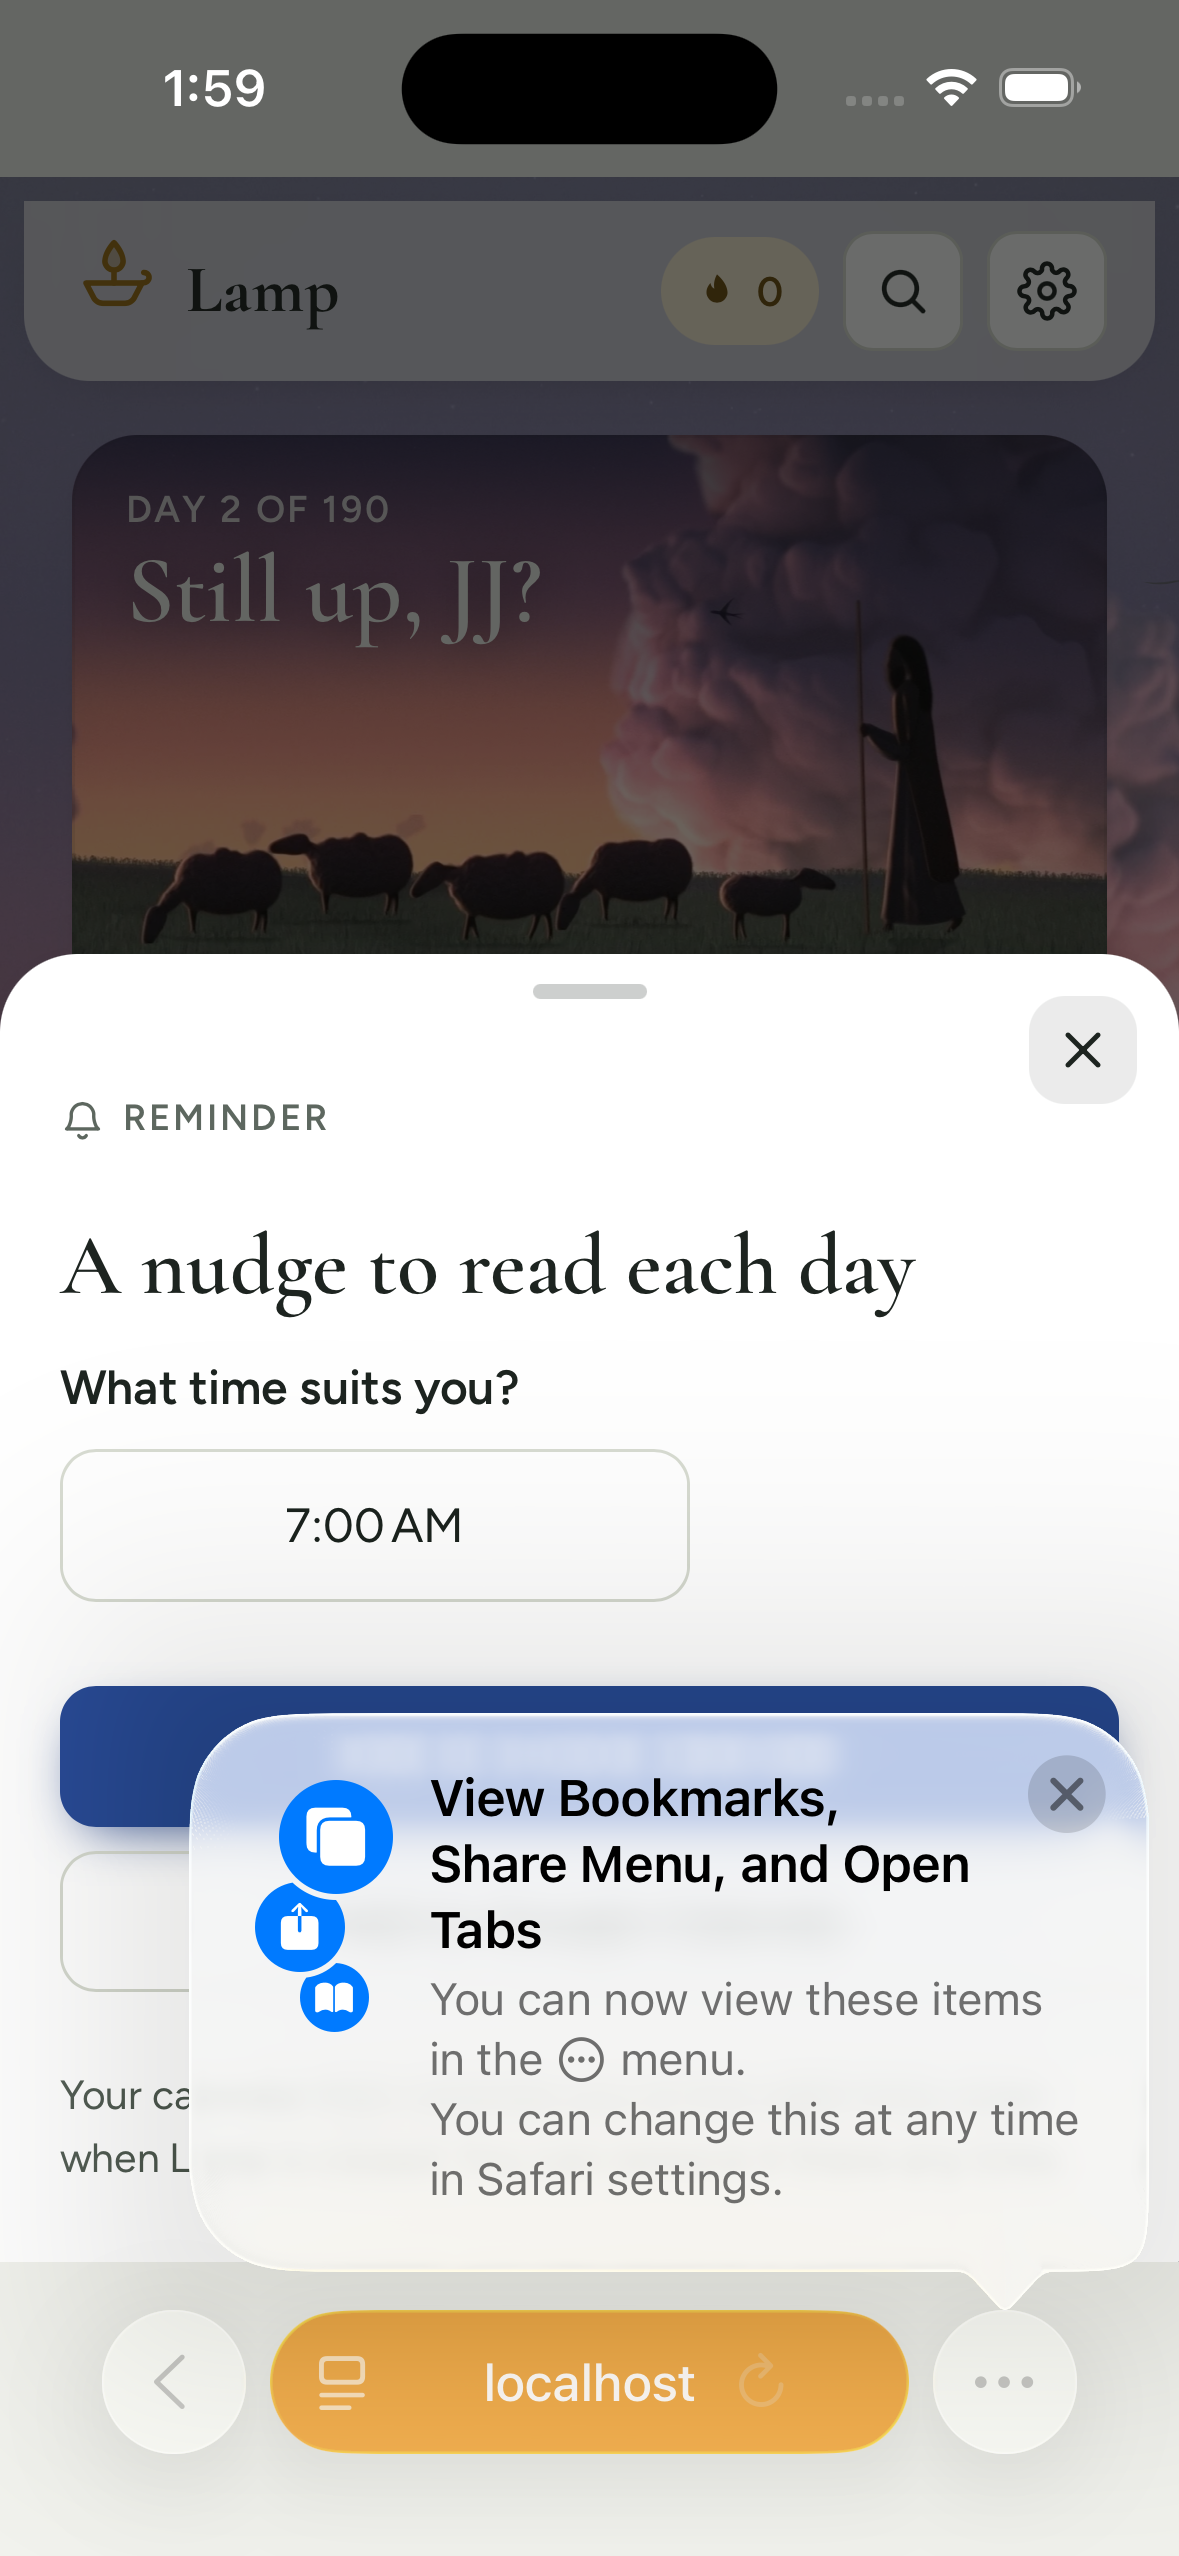 1:59
Lamp
0
DAY 2 OF 190
Still up, JJ?
REMINDER
A nudge to read each day
What time suits you?
7:00 AM
View Bookmarks,
Share Menu, and Open
Tabs
You can now view these items
in the menu.
You can change this at any time
in Safari settings.
Your
when
localhost